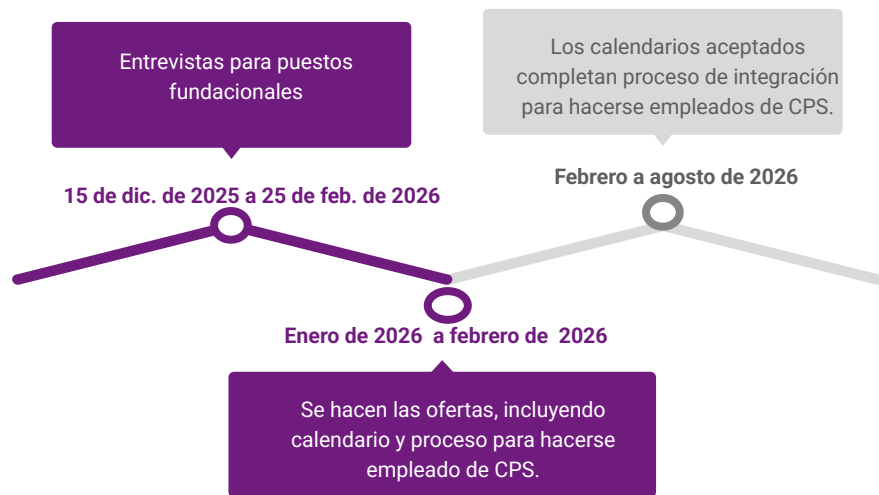 Entrevistas para puestos
fundacionales
15 de dic. de 2025 a 25 de feb. de 2026
Enero de 2026 a febrero de 2026
Se hacen las ofertas, incluyendo
calendario y proceso para hacerse
empleado de CPS.
Los calendarios aceptados
completan proceso de integración
para hacerse empleados de CPS.
Febrero a agosto de 2026